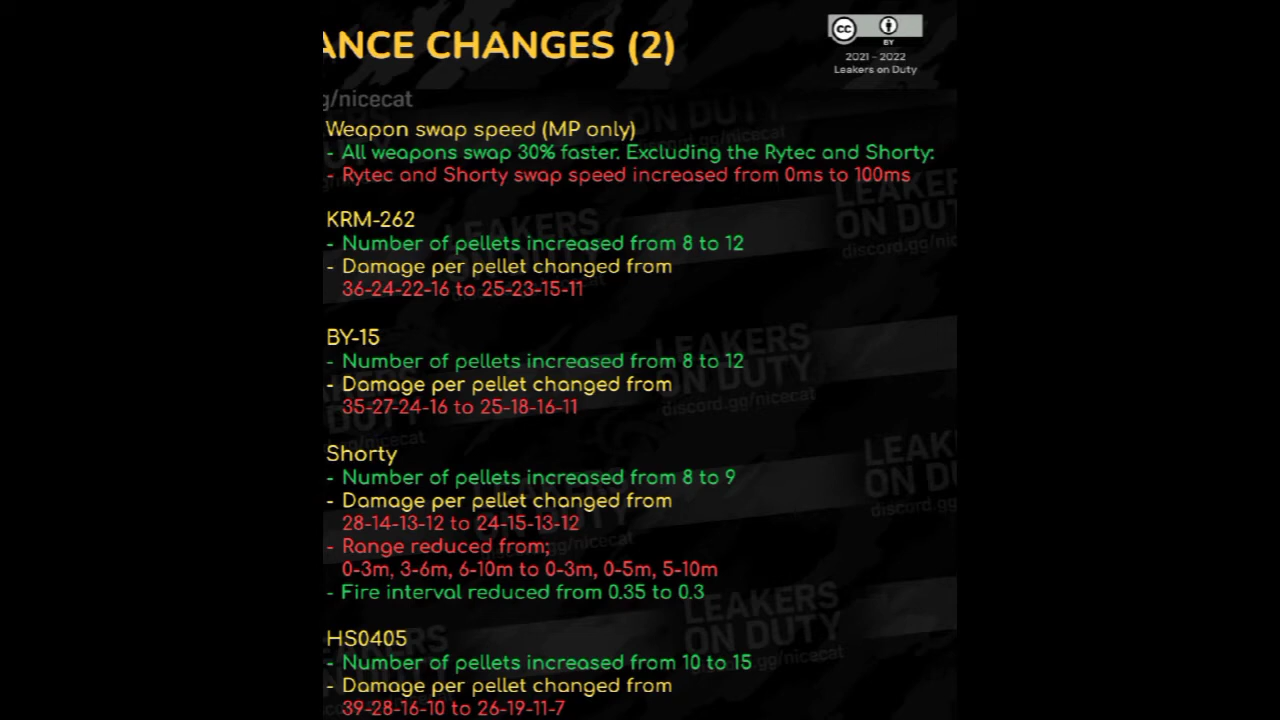 ANCE CHANGES (2)
CC BY
2021 - 2022
Leakers on Duty
g/nicecat
Weapon swap speed (MP only)
- All weapons swap 30% faster. Excluding the Rytec and Shorty:
- Rytec and Shorty swap speed increased from 0ms to 100ms
KRM-262
- Number of pellets increased from 8 to 12
- Damage per pellet changed from
36-24-22-16 to 25-23-15-11
BY-15
- Number of pellets increased from 8 to 12
- Damage per pellet changed from
35-27-24-16 to 25-18-16-11
Shorty
- Number of pellets increased from 8 to 9
- Damage per pellet changed from
28-14-13-12 to 24-15-13-12
- Range reduced from;
0-3m, 3-6m, 6-10m to 0-3m, 0-5m, 5-10m
- Fire interval reduced from 0.35 to 0.3
HS0405
- Number of pellets increased from 10 to 15
- Damage per pellet changed from
39-28-16-10 to 26-19-11-7
LEAKERS
ON DUTY
discord.gg/nicecat